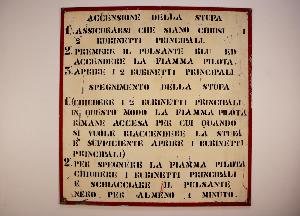 ACCENSIONE DELLA STUFA
1). ASSICURARSI CHE SIANO CHIUSI I
2 RUBINETTI PRINCIPALI.
2. PREMERE IL PULSANTE BLU ED
ACCENDERE LA FIAMMA PILOTA.
3. APRIRE I 2 RUBINETTI PRINCIPALI.
SPEGNIMENTO DELLA STUFA
1. (CHIUDERE I 2 RUBINETTI PRINCIPALI.
IN QUESTO MODO LA FIAMMA PILOTA
RIMANE ACCESA PER CUI QUANDO
SI VUOLE RIACCENDERE LA STUFA
E' SUFFICIENTE APRIRE I RUBINETTI
PRINCIPALI)
2. PER SPEGNERE LA FIAMMA PILOTA
CHIUDERE I RUBINETTI PRINCIPALI
E SCHIACCIARE IL PULSANTE
NERO PER ALMENO 1 MINUTO.